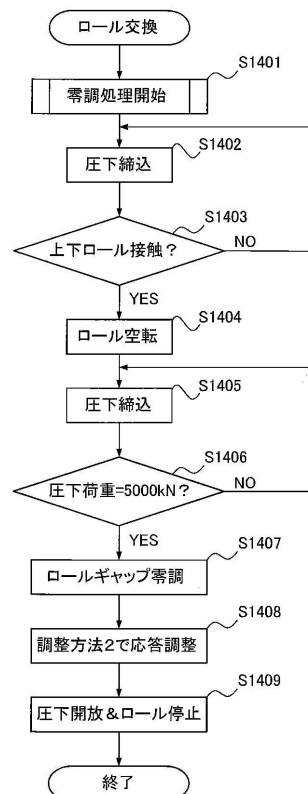 ロール交換
S1401
零調処理開始
S1402
圧下締込
S1403
上下ロール接触？
NO
YES
S1404
ロール空転
S1405
圧下締込
S1406
圧下荷重=5000kN？
NO
YES
S1407
ロールギャップ零調
S1408
調整方法2で応答調整
S1409
圧下開放＆ロール停止
終了